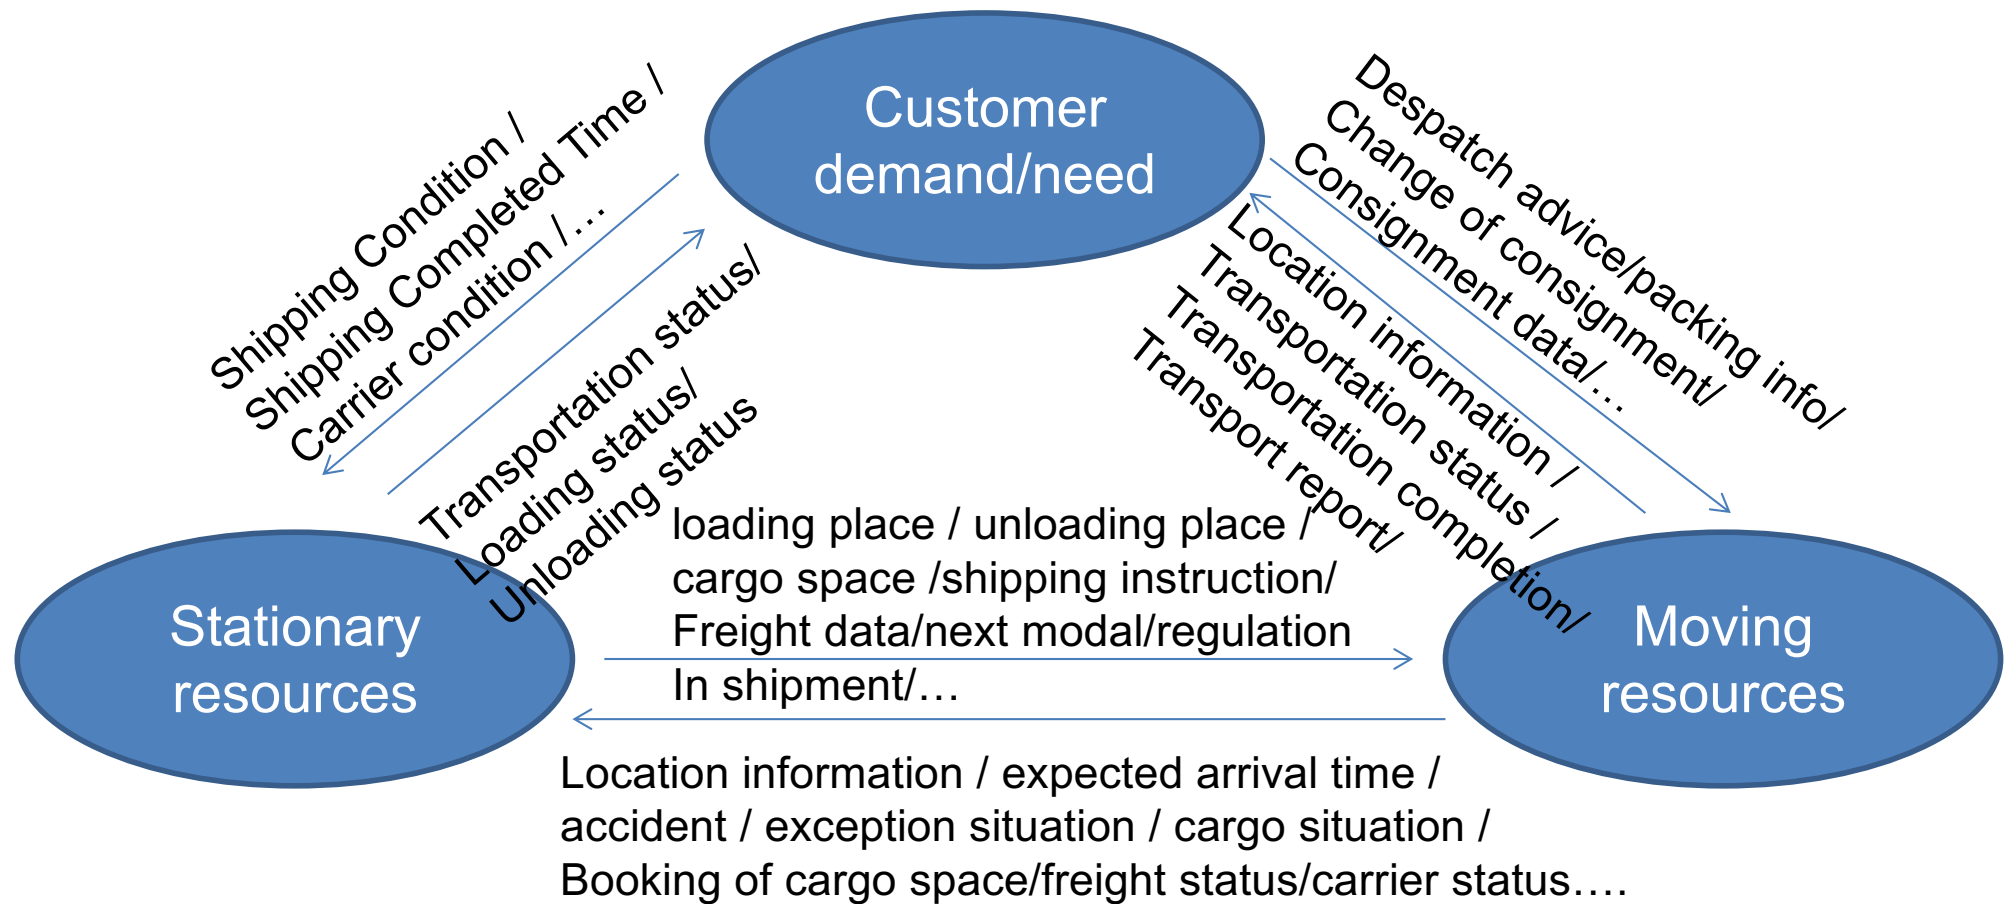 Customer
demand/need
Shipping Condition /
Shipping Completed Time /
Carrier condition /…
Transportation status/
Loading status/
Unloading status
Despatch advice/packing info/
Change of consignment/
Consignment data/…
Location information /
Transportation status /
Transportation completion/
Transport report/
Stationary
resources
loading place / unloading place /
cargo space /shipping instruction/
Freight data/next modal/regulation
In shipment/…
Moving
resources
Location information / expected arrival time /
accident / exception situation / cargo situation /
Booking of cargo space/freight status/carrier status….